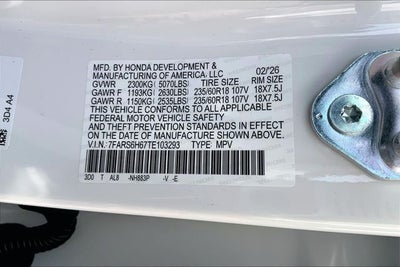 MFD. BY HONDA DEVELOPMENT &
MANUFACTURING OF AMERICA, LLC 02/'26
GVWR 2300KG(5070LBS) TIRE SIZE RIM SIZE
GAWR F 1193KG(2630LBS) 235/60R18 107V 18X7.5J
GAWR R 1150KG(2535LBS) 235/60R18 107V 18X7.5J
THIS VEHICLE CONFORMS TO ALL APPLICABLE
FEDERAL MOTOR VEHICLE SAFETY
AND THEFT PREVENTION STANDARDS IN EFFECT
ON THE DATE OF MANUFACTURE SHOWN ABOVE.
V.I.N.: 7FARS6H67TE103293 TYPE: MPV
3D0 T AL8 -NH883P -V -E
3D4 A4